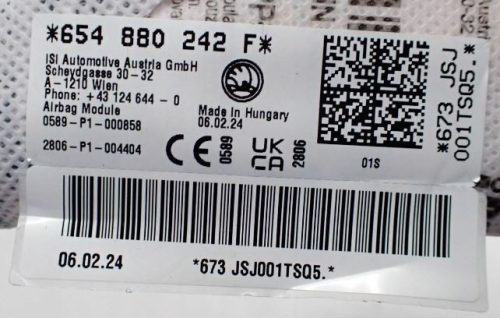 *654 880 242 F*
iSi Automotive Austria GmbH
Scheydgasse 30-32
A-1210 Wien
Phone: +43 124 644 - 0
Airbag Module
0589-P1-000858
2806-P1-004404
Made In Hungary
06.02.24
CE 0589
UK CA 2806
01S
*673 JSJ
001TSQ5.*
06.02.24
*673 JSJ001TSQ5.*